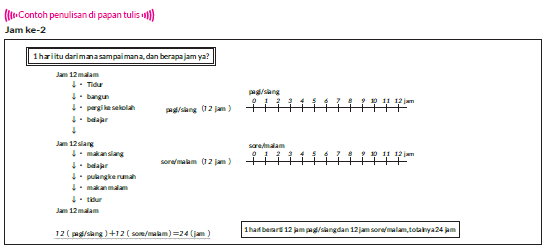 Contoh penulisan di papan tulis
Jam ke-2
1 hari itu dari mana sampai mana, dan berapa jam ya?
Jam 12 malam
↓ • Tidur
↓ • bangun
↓ • pergi ke sekolah
↓ • belajar
↓
Jam 12 siang
↓ • makan siang
↓ • belajar
↓ • pulang ke rumah
↓ • makan malam
↓ • tidur
Jam 12 malam
12 ( pagi/siang ) + 12 ( sore/malam ) = 24 ( jam )
pagi/siang
0 1 2 3 4 5 6 7 8 9 10 11 12 jam
pagi/siang (12 jam )
sore/malam
0 1 2 3 4 5 6 7 8 9 10 11 12 jam
sore/malam (12 jam )
1 hari berarti 12 jam pagi/siang dan 12 jam sore/malam, totalnya 24 jam